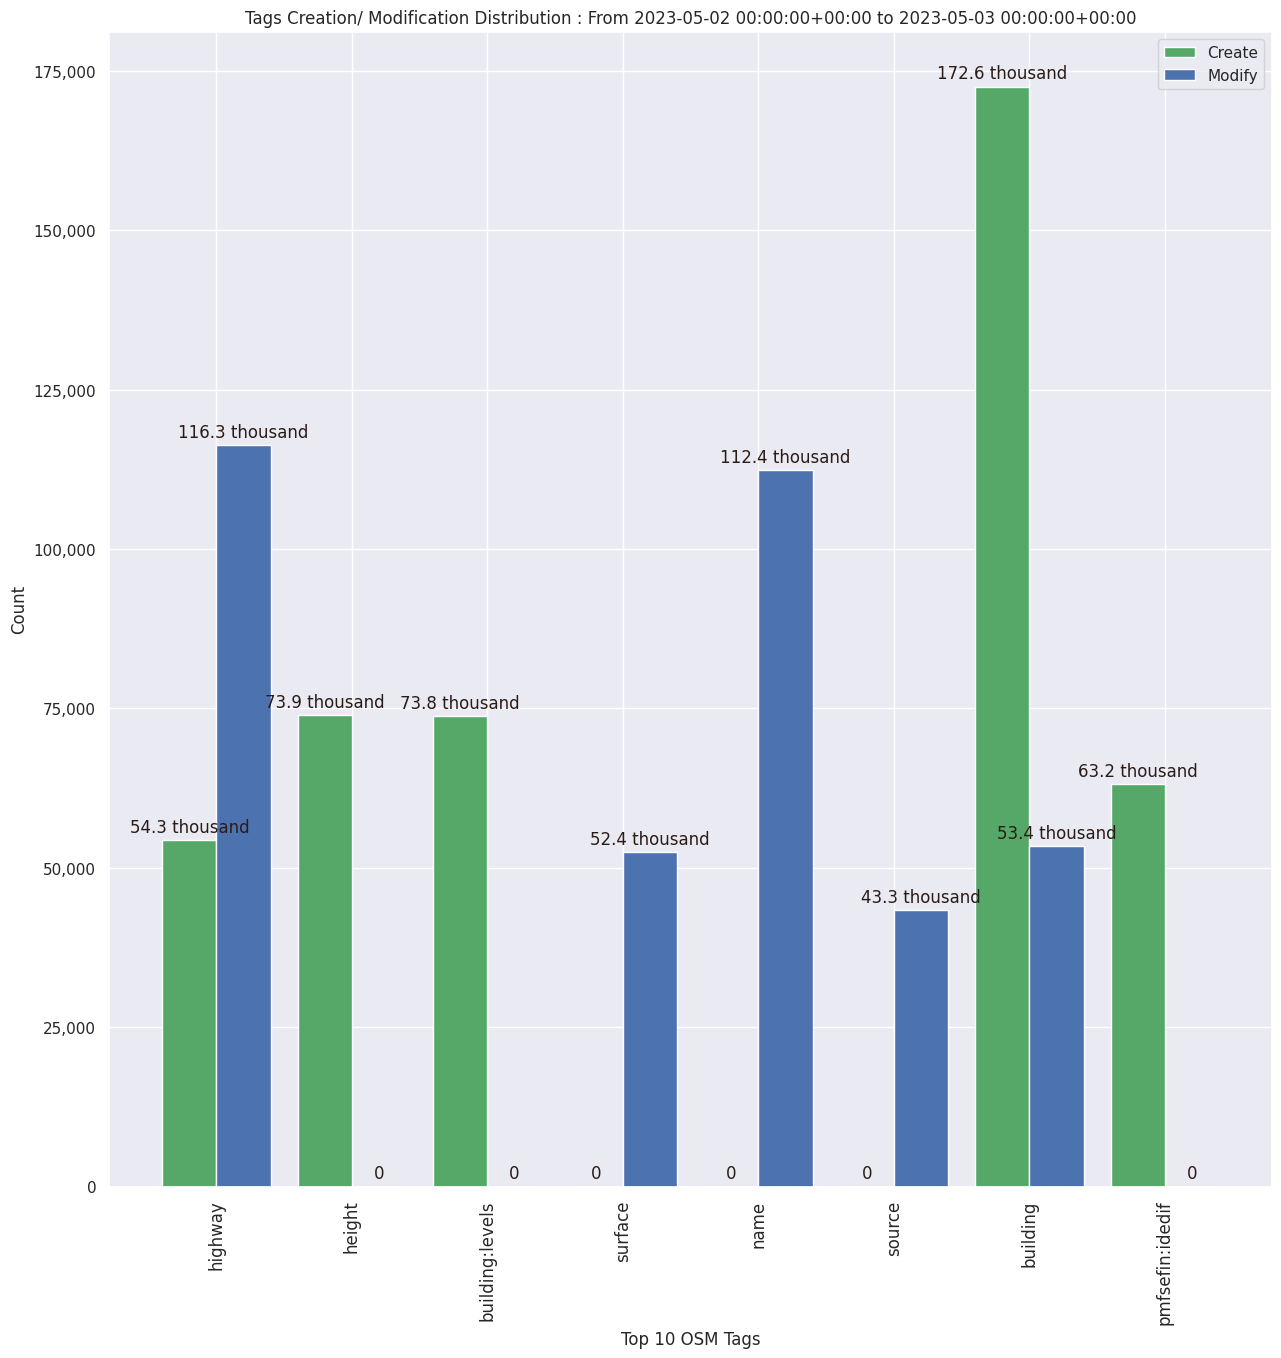 Tags Creation/ Modification Distribution : From 2023-05-02 00:00:00+00:00 to 2023-05-03 00:00:00+00:00
Create
Modify
175,000
150,000
125,000
100,000
75,000
50,000
25,000
0
Count
54.3 thousand
116.3 thousand
73.9 thousand
0
73.8 thousand
0
0
52.4 thousand
0
112.4 thousand
0
43.3 thousand
172.6 thousand
53.4 thousand
63.2 thousand
0
highway
height
building:levels
surface
name
source
building
pmfsefin:idedif
Top 10 OSM Tags